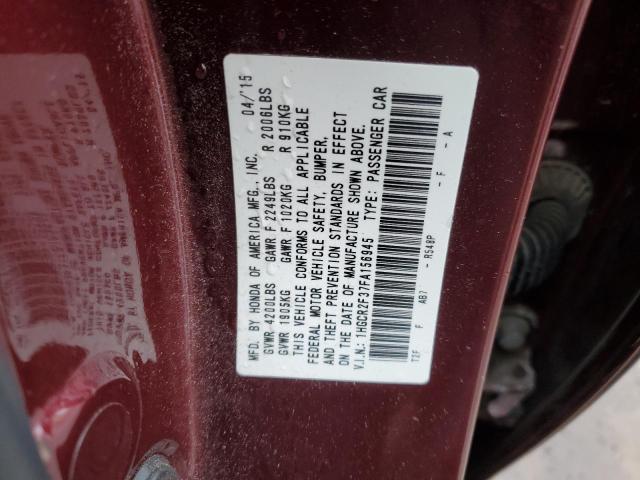 MFD. BY HONDA OF AMERICA MFG., INC. 04/'15
GVWR 4200LBS GAWR F 2249LBS R 2006LBS
GVWR 1905KG GAWR F 1020KG R 910KG
THIS VEHICLE CONFORMS TO ALL APPLICABLE
FEDERAL MOTOR VEHICLE SAFETY, BUMPER,
AND THEFT PREVENTION STANDARDS IN EFFECT
ON THE DATE OF MANUFACTURE SHOWN ABOVE.
V.I.N.: 1HGCR2F37FA156945 TYPE: PASSENGER CAR
T2F F AB7 - R548P - F - A